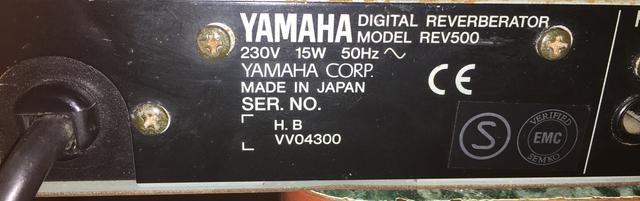 YAMAHA DIGITAL REVERBERATOR
MODEL REV500
230V 15W 50Hz
YAMAHA CORP.
MADE IN JAPAN
SER. NO.
H. B
VV04300
CE
S
VERIFIED
EMC
SEMKO